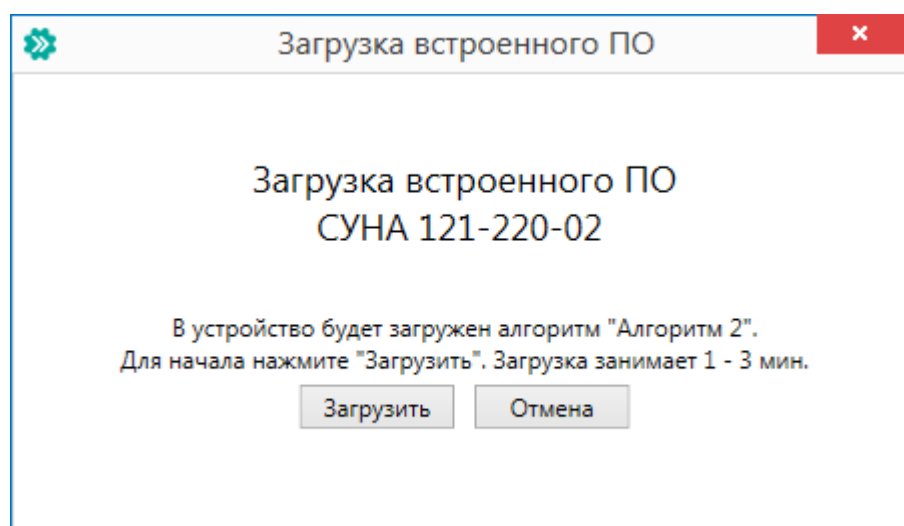 Загрузка встроенного ПО
Загрузка встроенного ПО
СУНА 121-220-02
В устройство будет загружен алгоритм "Алгоритм 2".
Для начала нажмите "Загрузить". Загрузка занимает 1 - 3 мин.
Загрузить Отмена